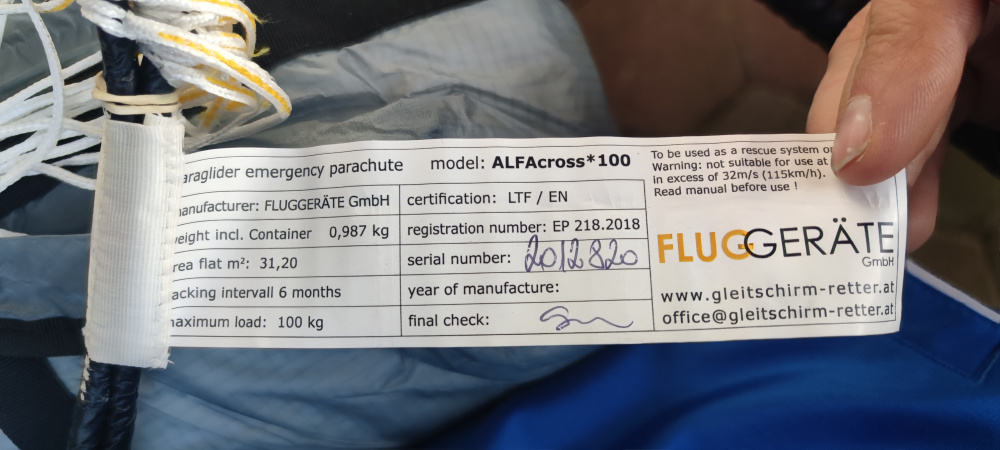 araglider emergency parachute model: ALFAcross*100
anufacturer: FLUGGERÄTE GmbH
eight incl. Container 0,987 kg
rea flat m²: 31,20
acking intervall 6 months
aximum load: 100 kg
certification: LTF / EN
registration number: EP 218.2018
serial number: 2012820
year of manufacture:
final check:
To be used as a rescue system or
Warning: not suitable for use at
in excess of 32m/s (115km/h).
Read manual before use !
FLUGGERÄTE
GmbH
www.gleitschirm-retter.at
office@gleitschirm-retter.at